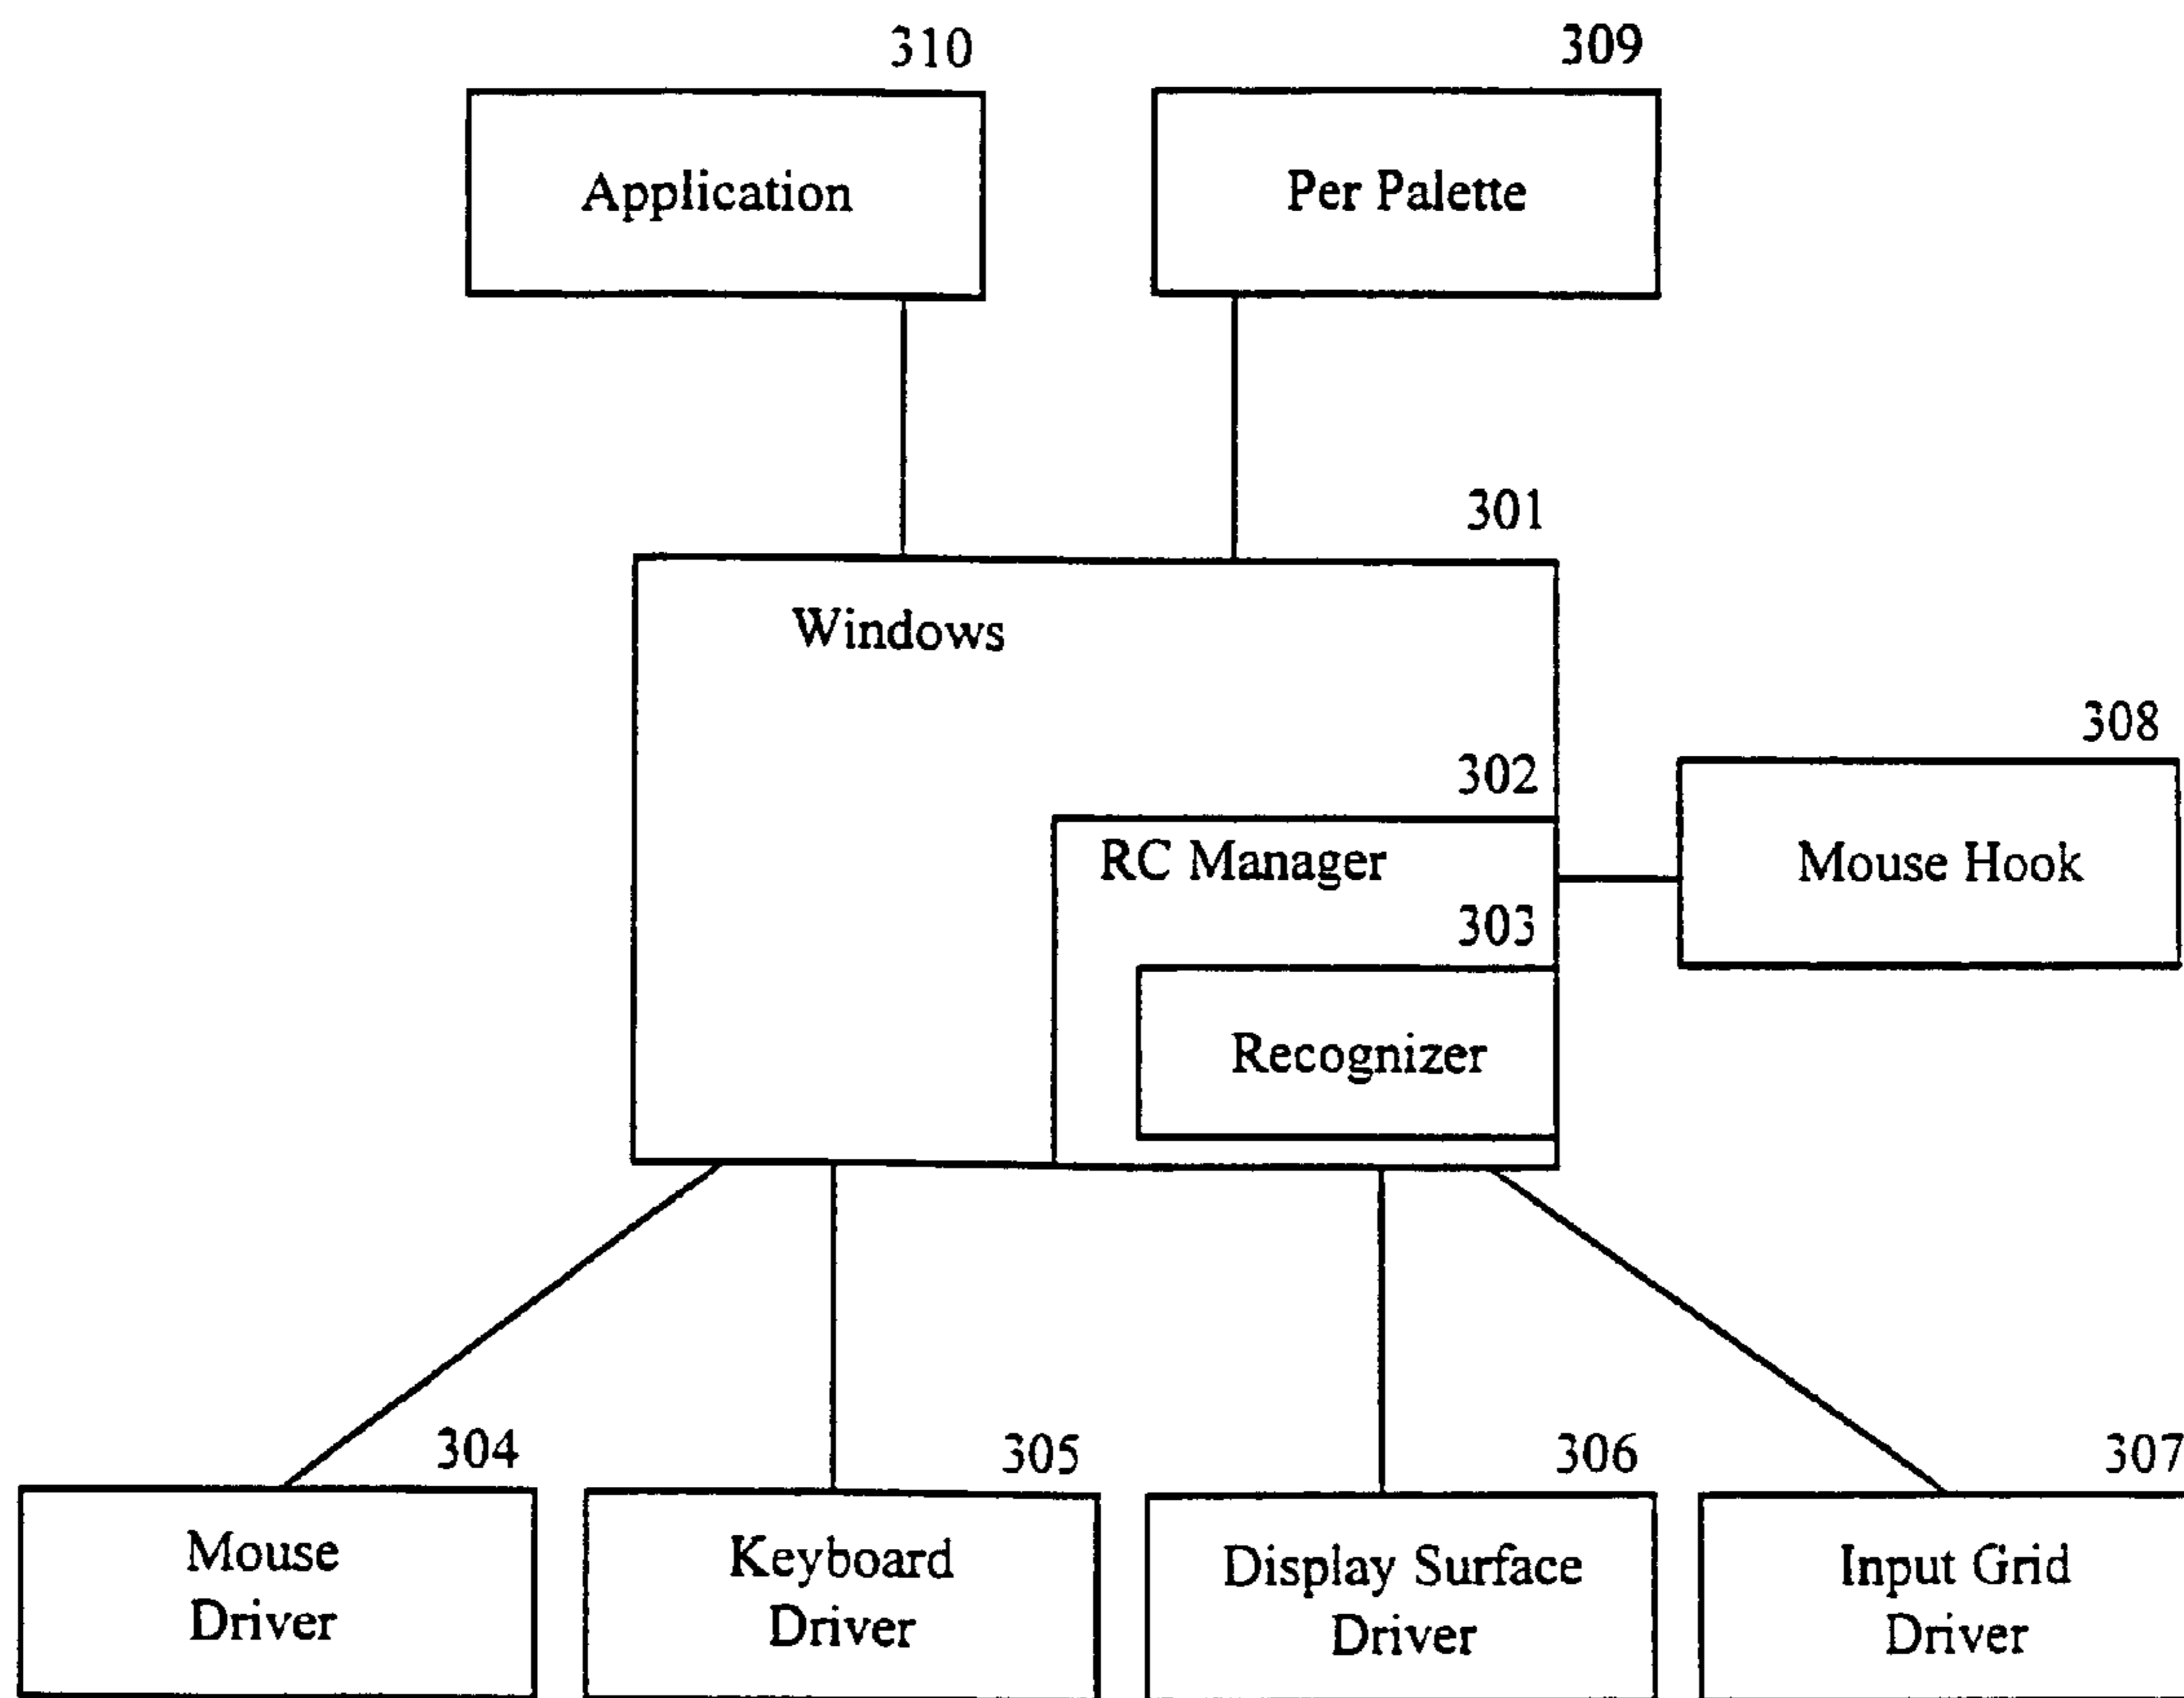 310
309
Application
Per Palette
301
Windows
302
308
RC Manager
Mouse Hook
303
Recognizer
304
305
306
307
Mouse
Driver
Keyboard
Driver
Display Surface
Driver
Input Grid
Driver